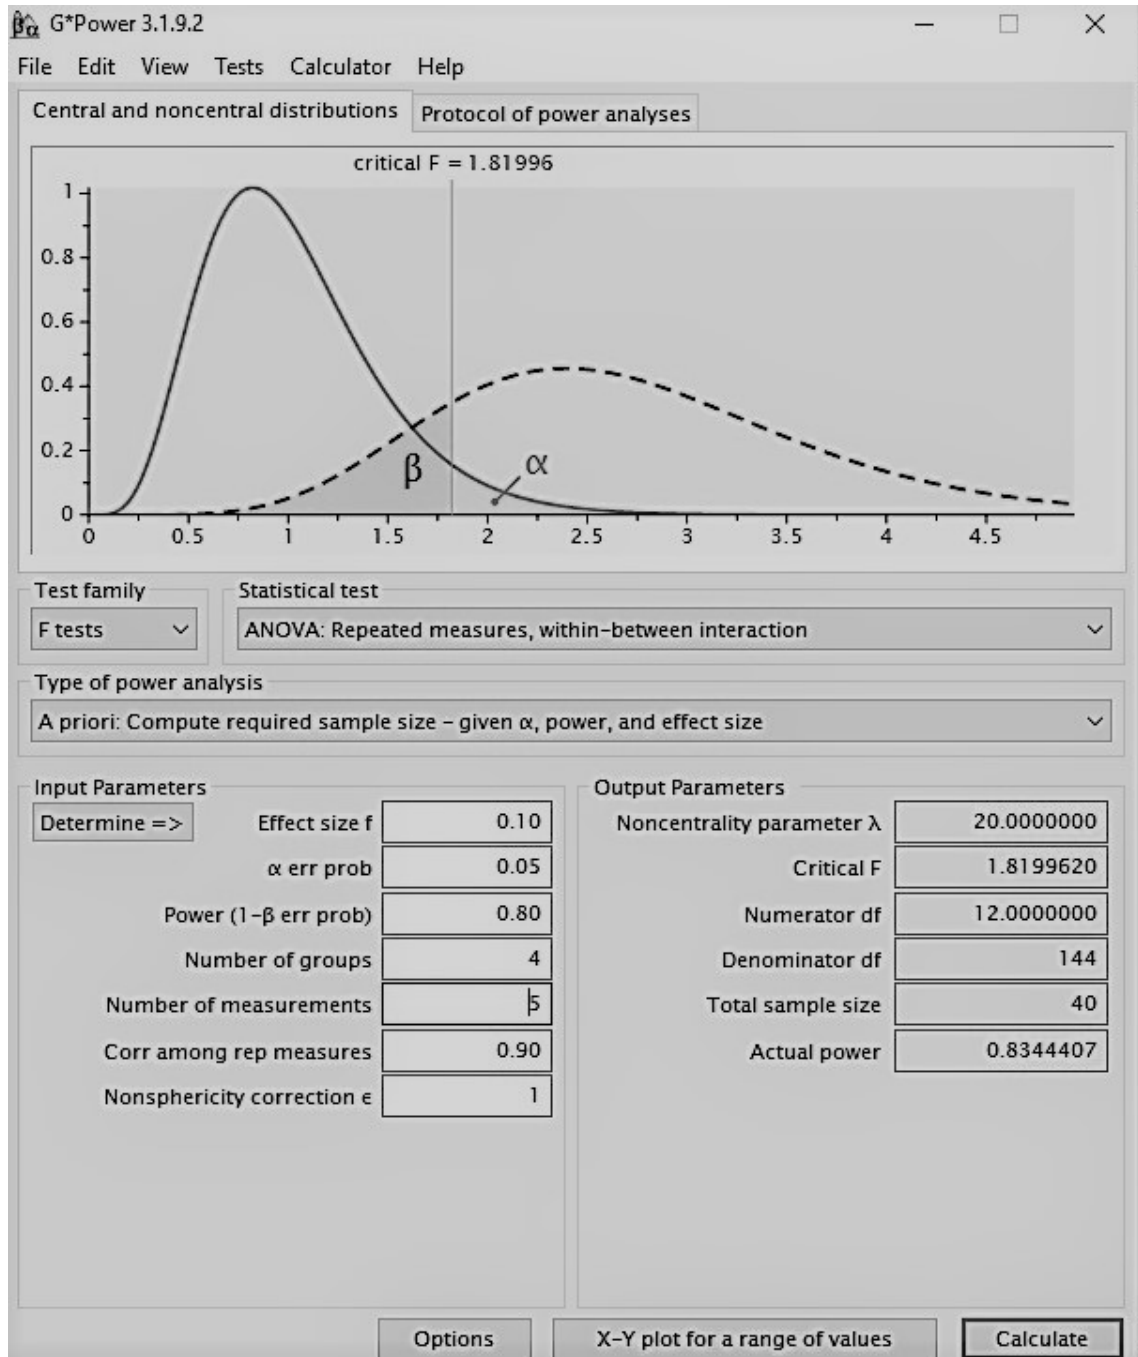 βα G*Power 3.1.9.2
File Edit View Tests Calculator Help
Central and noncentral distributions Protocol of power analyses
critical F = 1.81996
1
0.8
0.6
0.4
0.2
0
β
α
0 0.5 1 1.5 2 2.5 3 3.5 4 4.5
Test family Statistical test
F tests ANOVA: Repeated measures, within-between interaction
Type of power analysis
A priori: Compute required sample size - given α, power, and effect size
Input Parameters
Determine => Effect size f 0.10
α err prob 0.05
Power (1-β err prob) 0.80
Number of groups 4
Number of measurements 5
Corr among rep measures 0.90
Nonsphericity correction ϵ 1
Output Parameters
Noncentrality parameter λ 20.0000000
Critical F 1.8199620
Numerator df 12.0000000
Denominator df 144
Total sample size 40
Actual power 0.8344407
Options X-Y plot for a range of values Calculate